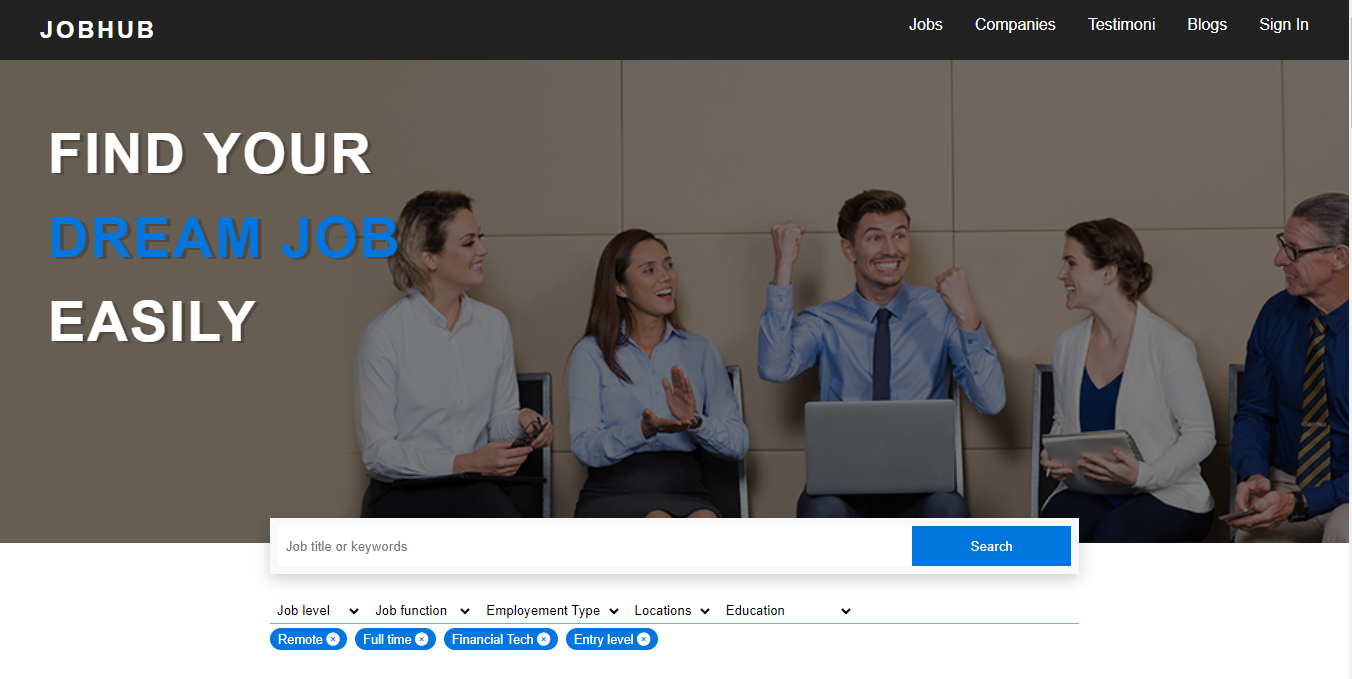 JOBHUB
Jobs Companies Testimoni Blogs Sign In
FIND YOUR
DREAM JOB
EASILY
Job title or keywords Search
Job level Job function Employement Type Locations Education
Remote Full time Financial Tech Entry level